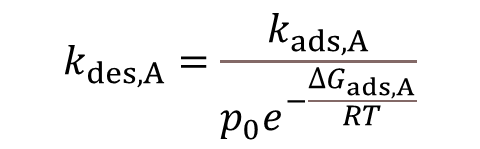 k_des,A = k_ads,A / (p_0 e^(−ΔG_ads,A / RT))